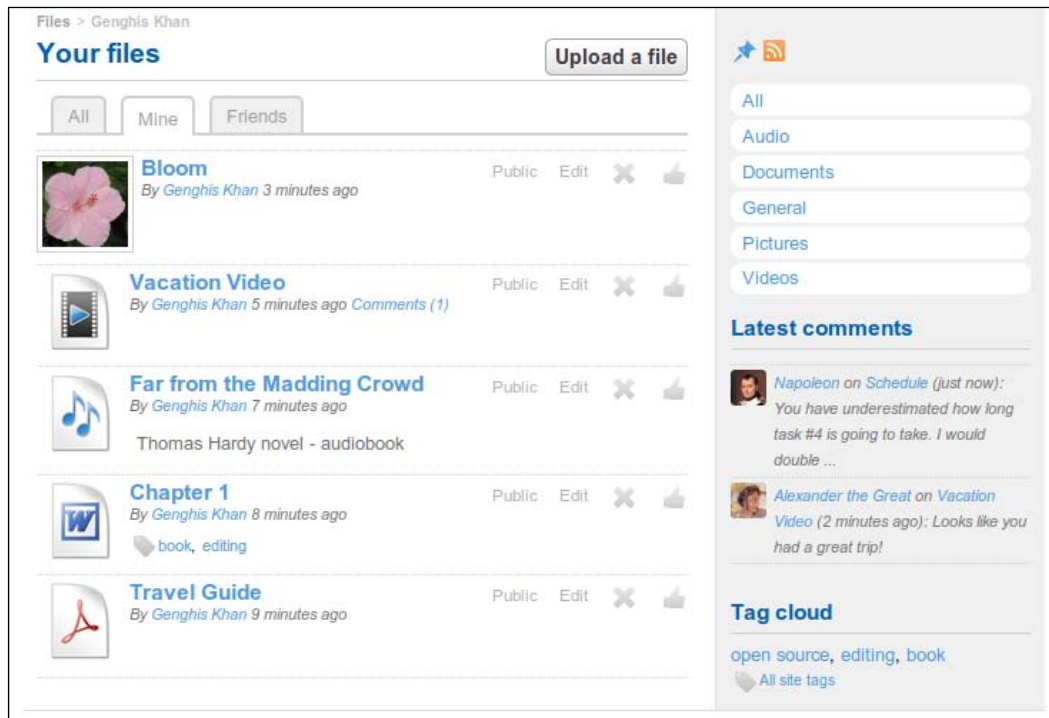 Files > Genghis Khan
Your files
Upload a file
All
Mine
Friends
Bloom
By Genghis Khan 3 minutes ago
Public Edit
Vacation Video
By Genghis Khan 5 minutes ago Comments (1)
Public Edit
Far from the Madding Crowd
By Genghis Khan 7 minutes ago
Public Edit
Thomas Hardy novel - audiobook
Chapter 1
By Genghis Khan 8 minutes ago
Public Edit
W
book, editing
Travel Guide
By Genghis Khan 9 minutes ago
Public Edit
All
Audio
Documents
General
Pictures
Videos
Latest comments
Napoleon on Schedule (just now):
You have underestimated how long
task #4 is going to take. I would
double ...
Alexander the Great on Vacation
Video (2 minutes ago): Looks like you
had a great trip!
Tag cloud
open source, editing, book
All site tags